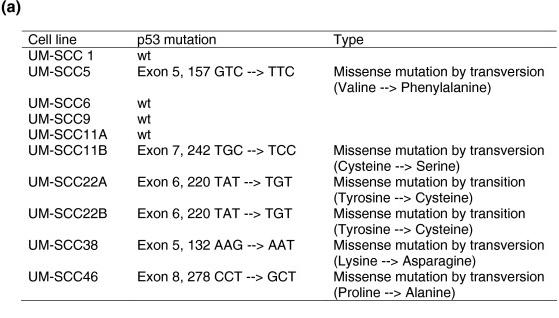 (a)
Cell line p53 mutation Type
UM-SCC 1 wt
UM-SCC5 Exon 5, 157 GTC --> TTC Missense mutation by transversion
(Valine --> Phenylalanine)
UM-SCC6 wt
UM-SCC9 wt
UM-SCC11A wt
UM-SCC11B Exon 7, 242 TGC --> TCC Missense mutation by transversion
(Cysteine --> Serine)
UM-SCC22A Exon 6, 220 TAT --> TGT Missense mutation by transition
(Tyrosine --> Cysteine)
UM-SCC22B Exon 6, 220 TAT --> TGT Missense mutation by transition
(Tyrosine --> Cysteine)
UM-SCC38 Exon 5, 132 AAG --> AAT Missense mutation by transversion
(Lysine --> Asparagine)
UM-SCC46 Exon 8, 278 CCT --> GCT Missense mutation by transversion
(Proline --> Alanine)